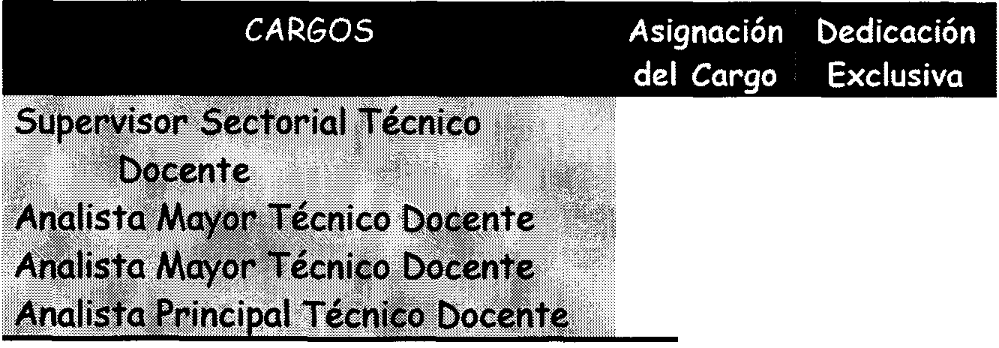 CARGOS Asignación Dedicación
del Cargo Exclusiva
Supervisor Sectorial Técnico
Docente
Analista Mayor Técnico Docente
Analista Mayor Técnico Docente
Analista Principal Técnico Docente